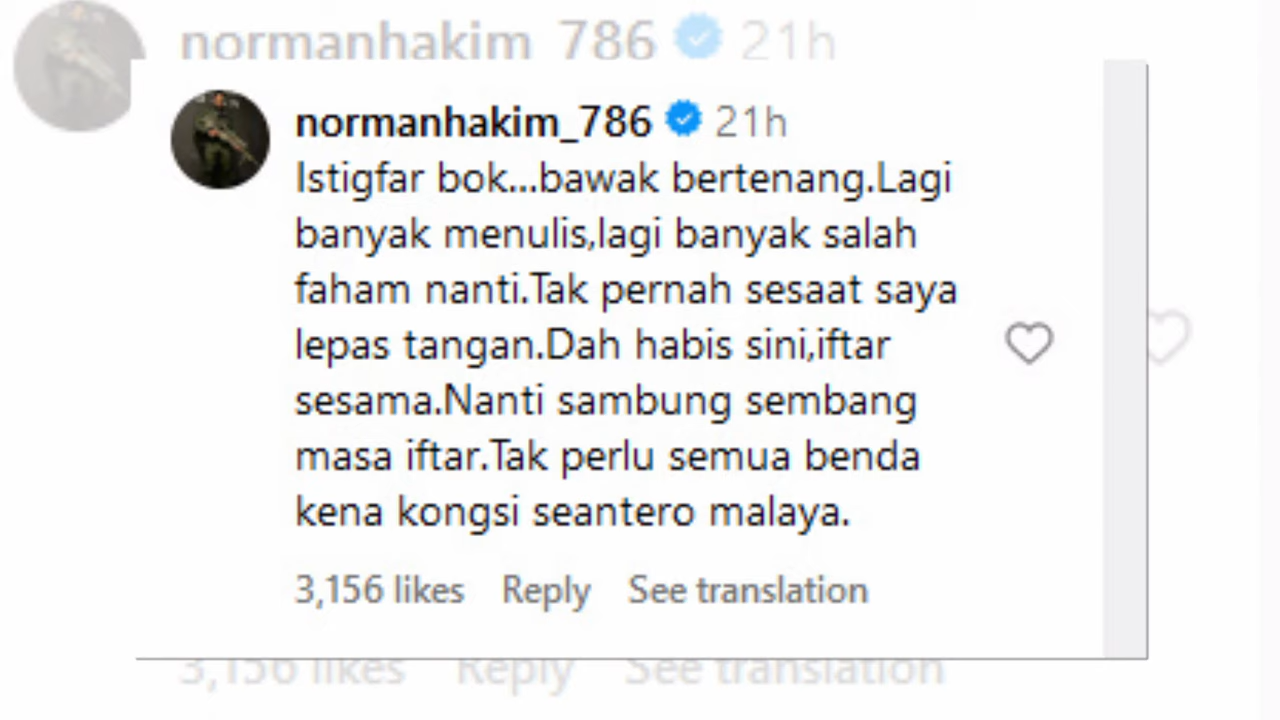 normanhakim 786 21h
normanhakim_786 21h
Istigfar bok...bawak bertenang.Lagi
banyak menulis,lagi banyak salah
faham nanti.Tak pernah sesaat saya
lepas tangan.Dah habis sini,iftar
sesama.Nanti sambung sembang
masa iftar.Tak perlu semua benda
kena kongsi seantero malaya.
3,156 likes Reply See translation
3,156 likes Reply See translation